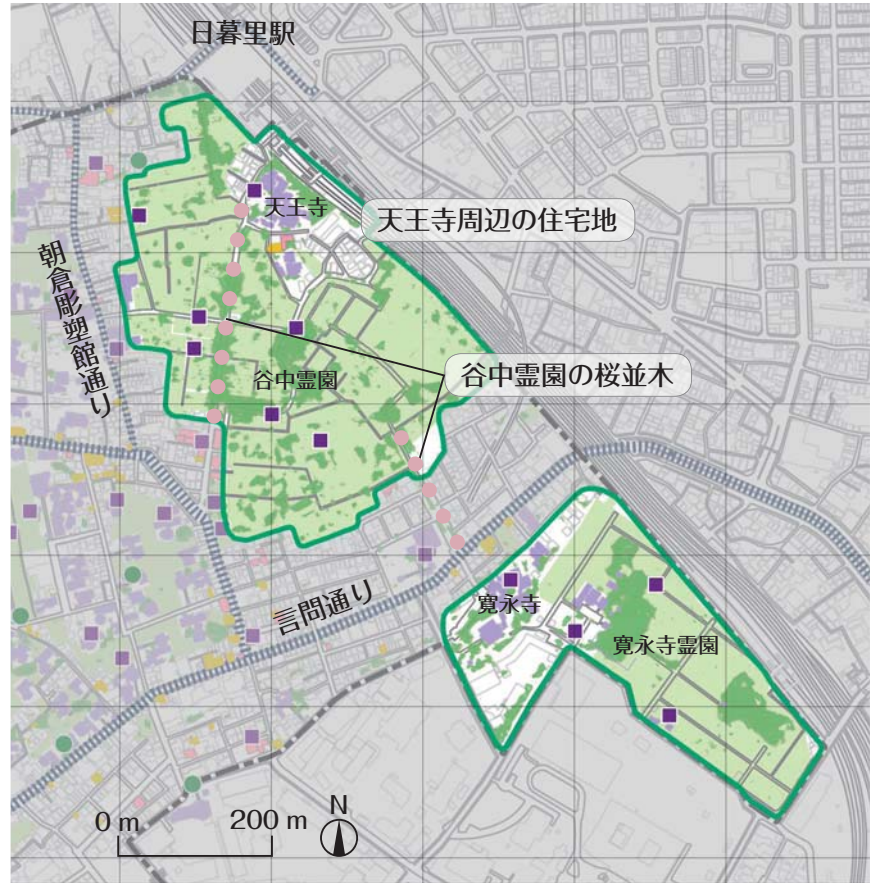 日暮里駅
天王寺
天王寺周辺の住宅地
朝倉彫塑館通り
谷中霊園の桜並木
谷中霊園
言問通り
寛永寺
寛永寺霊園
0 m 200 m N